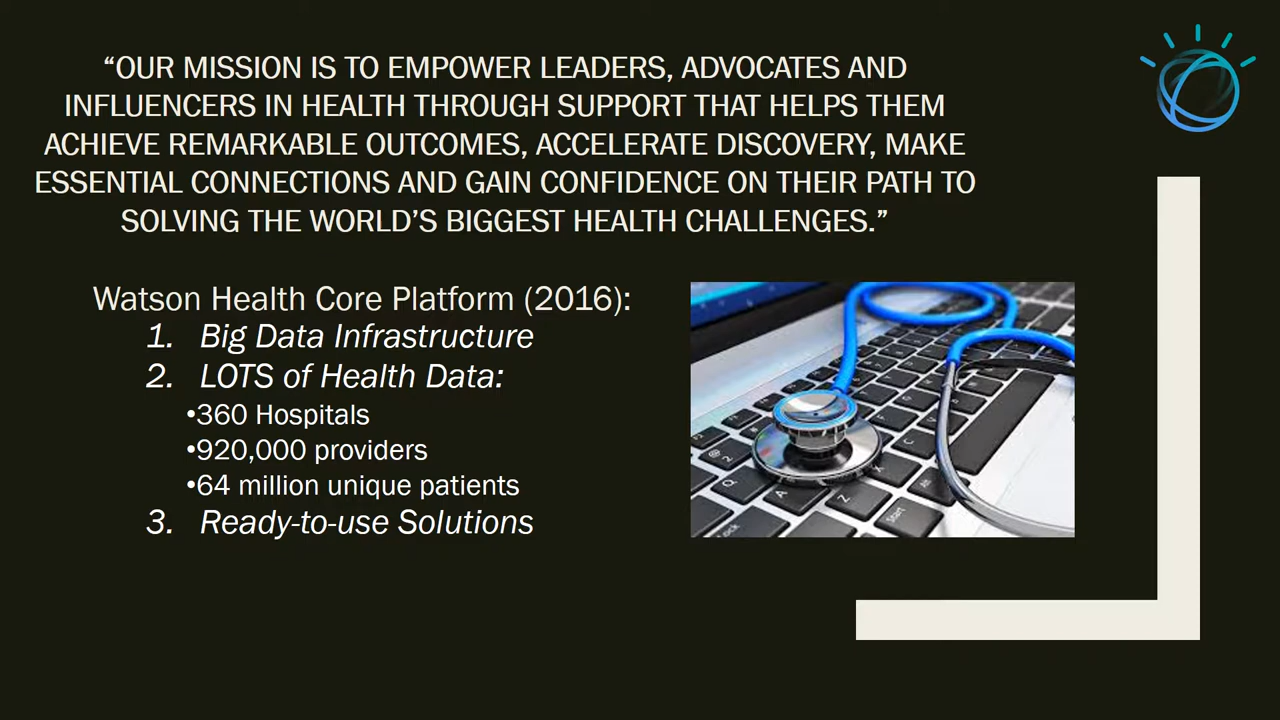 “OUR MISSION IS TO EMPOWER LEADERS, ADVOCATES AND
INFLUENCERS IN HEALTH THROUGH SUPPORT THAT HELPS THEM
ACHIEVE REMARKABLE OUTCOMES, ACCELERATE DISCOVERY, MAKE
ESSENTIAL CONNECTIONS AND GAIN CONFIDENCE ON THEIR PATH TO
SOLVING THE WORLD’S BIGGEST HEALTH CHALLENGES.”
Watson Health Core Platform (2016):
1. Big Data Infrastructure
2. LOTS of Health Data:
•360 Hospitals
•920,000 providers
•64 million unique patients
3. Ready-to-use Solutions